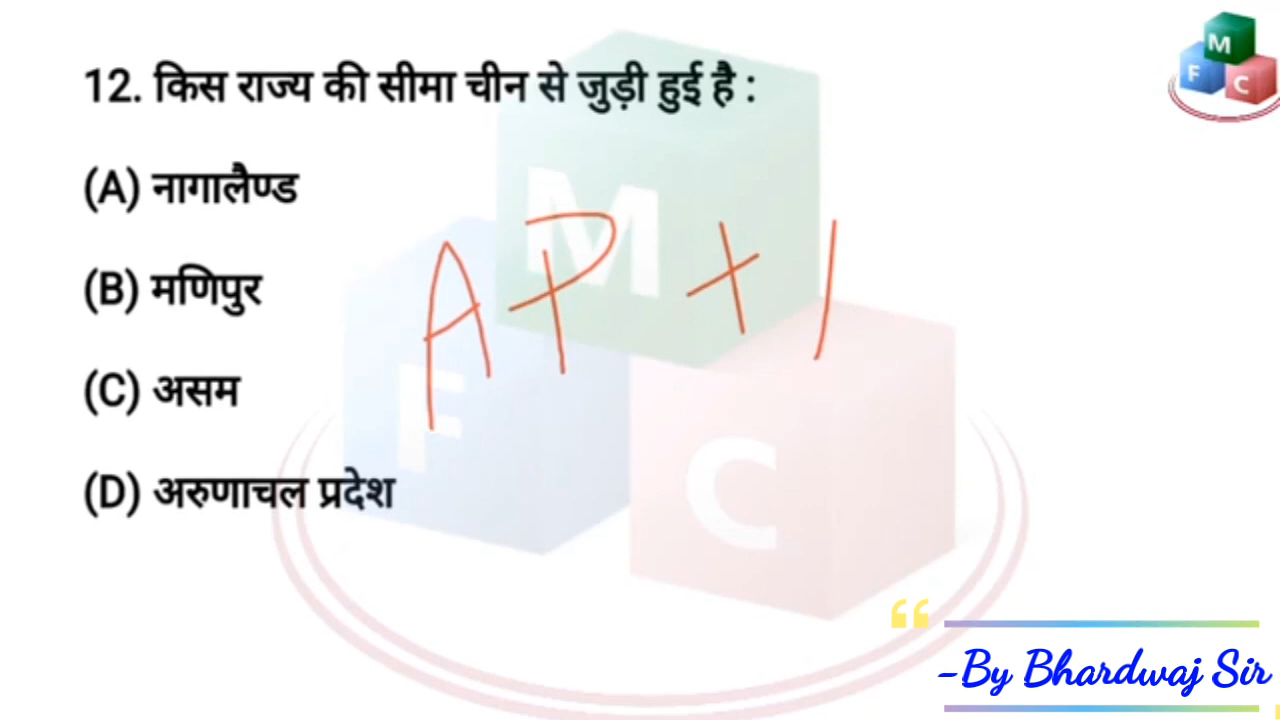 12. किस राज्य की सीमा चीन से जुड़ी हुई है :
M
F
C
(A) नागालैण्ड
(B) मणिपुर
(C) असम
(D) अरुणाचल प्रदेश
AP + 1
M
F
C
“
-By Bhardwaj Sir